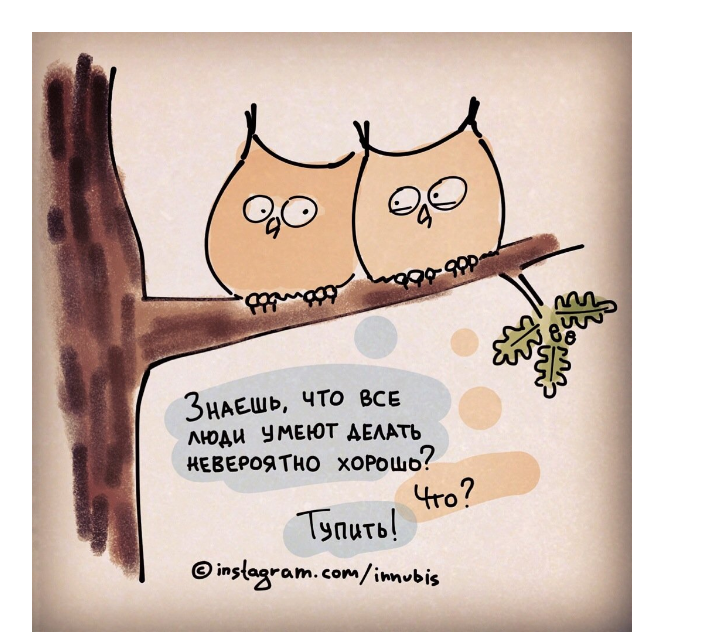 Знаешь, что все
люди умеют делать
невероятно хорошо?
Что?
Тупить!
©instagram.com/innubis